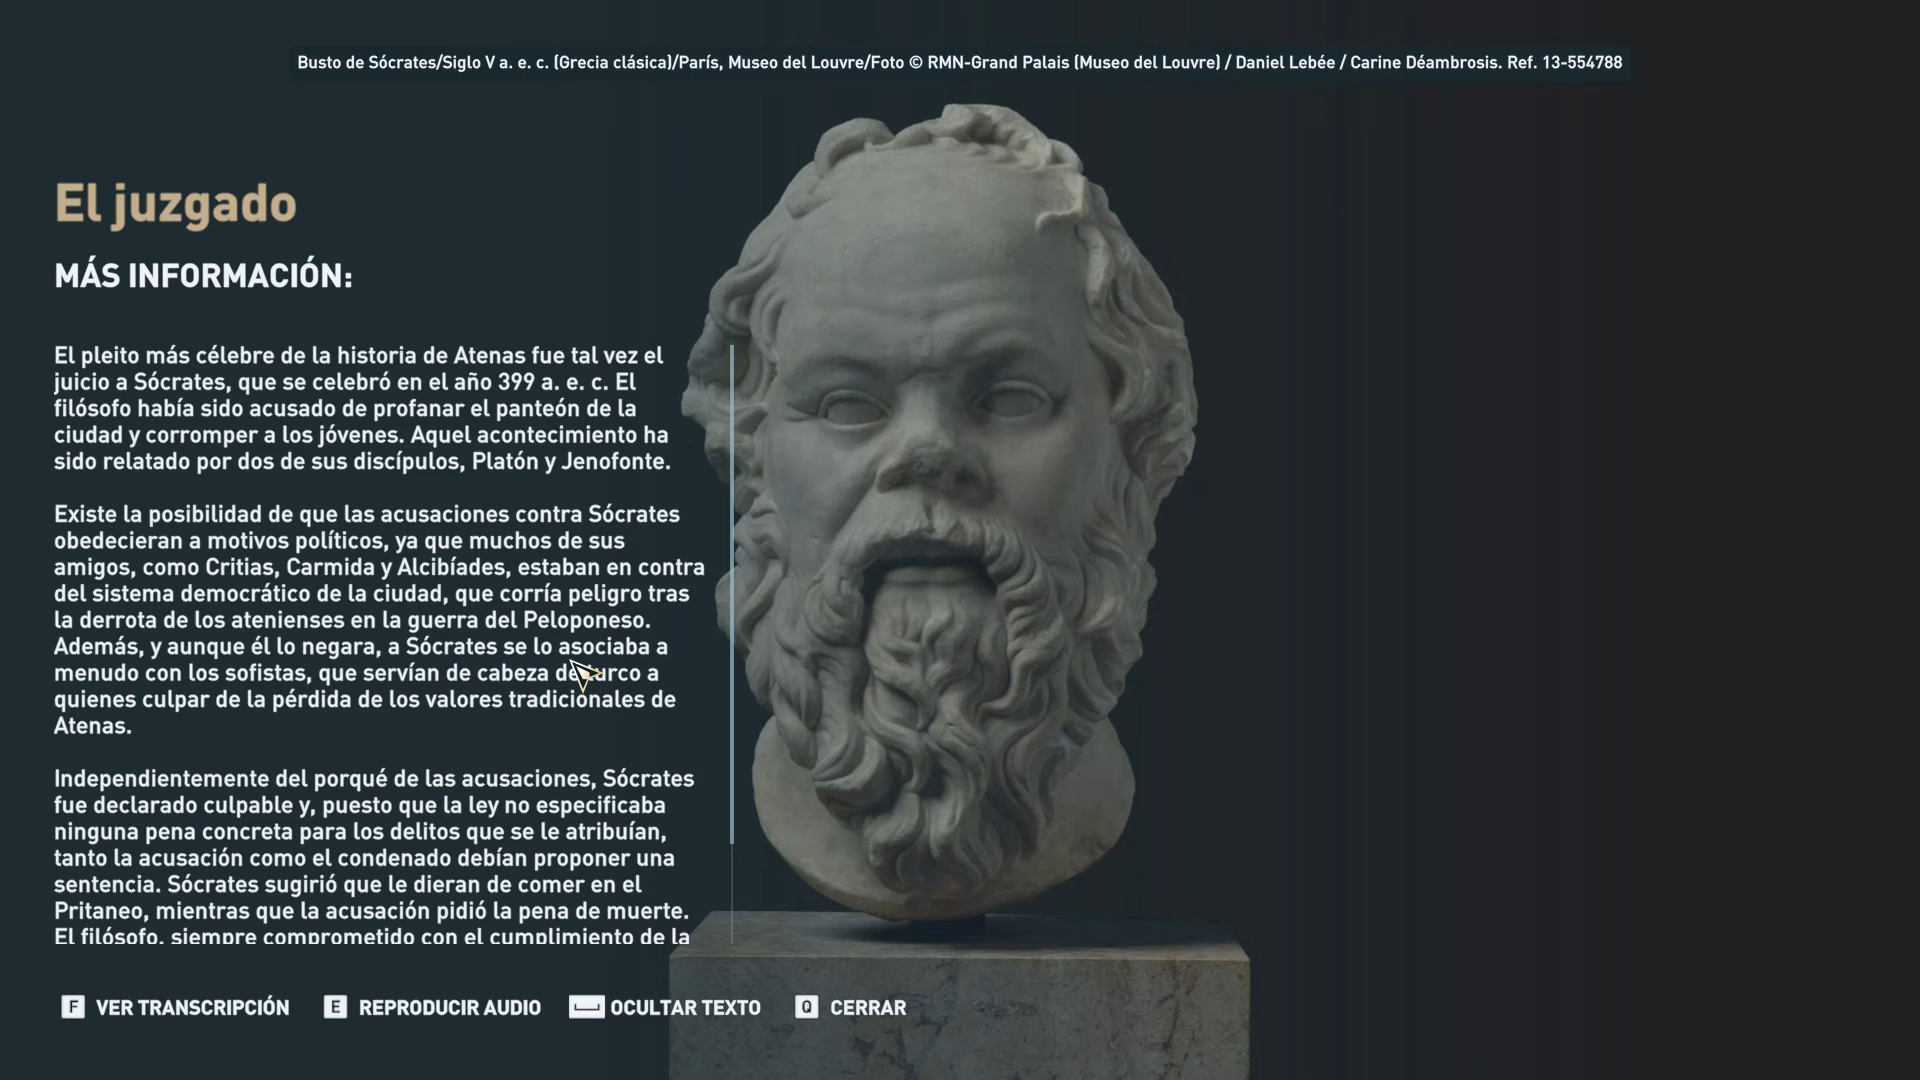 Busto de Sócrates/Siglo V a. e. c. (Grecia clásica)/París, Museo del Louvre/Foto © RMN-Grand Palais (Museo del Louvre) / Daniel Lebée / Carine Déambrosis. Ref. 13-554788
El juzgado
MÁS INFORMACIÓN:
El pleito más célebre de la historia de Atenas fue tal vez el
juicio a Sócrates, que se celebró en el año 399 a. e. c. El
filósofo había sido acusado de profanar el panteón de la
ciudad y corromper a los jóvenes. Aquel acontecimiento ha
sido relatado por dos de sus discípulos, Platón y Jenofonte.
Existe la posibilidad de que las acusaciones contra Sócrates
obedecieran a motivos políticos, ya que muchos de sus
amigos, como Critias, Carmida y Alcibíades, estaban en contra
del sistema democrático de la ciudad, que corría peligro tras
la derrota de los atenienses en la guerra del Peloponeso.
Además, y aunque él lo negara, a Sócrates se lo asociaba a
menudo con los sofistas, que servían de cabeza de turco a
quienes culpar de la pérdida de los valores tradicionales de
Atenas.
Independientemente del porqué de las acusaciones, Sócrates
fue declarado culpable y, puesto que la ley no especificaba
ninguna pena concreta para los delitos que se le atribuían,
tanto la acusación como el condenado debían proponer una
sentencia. Sócrates sugirió que le dieran de comer en el
Pritaneo, mientras que la acusación pidió la pena de muerte.
El filósofo, siempre comprometido con el cumplimiento de la
F VER TRANSCRIPCIÓN E REPRODUCIR AUDIO OCULTAR TEXTO Q CERRAR